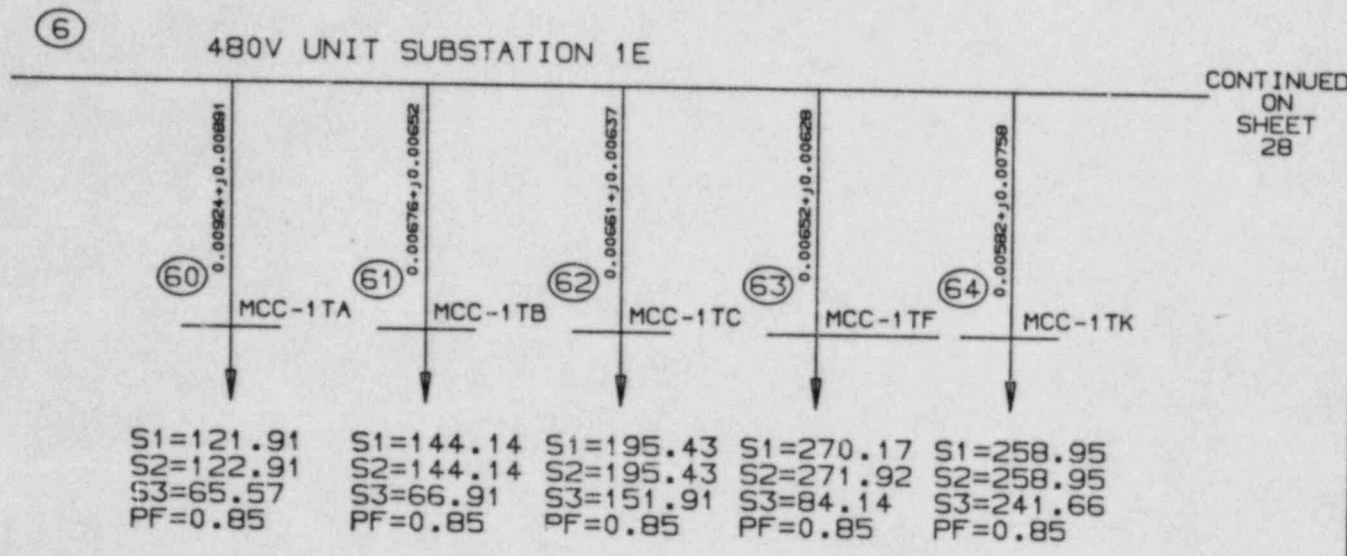 6
480V UNIT SUBSTATION 1E
CONTINUED
ON
SHEET
28
0.00924+j0.00881
0.00676+j0.00652
0.00661+j0.00637
0.00652+j0.00628
0.00582+j0.00758
60
61
62
63
64
MCC-1TA
MCC-1TB
MCC-1TC
MCC-1TF
MCC-1TK
S1=121.91
S2=122.91
S3=65.57
PF=0.85
S1=144.14
S2=144.14
S3=66.91
PF=0.85
S1=195.43
S2=195.43
S3=151.91
PF=0.85
S1=270.17
S2=271.92
S3=84.14
PF=0.85
S1=258.95
S2=258.95
S3=241.66
PF=0.85